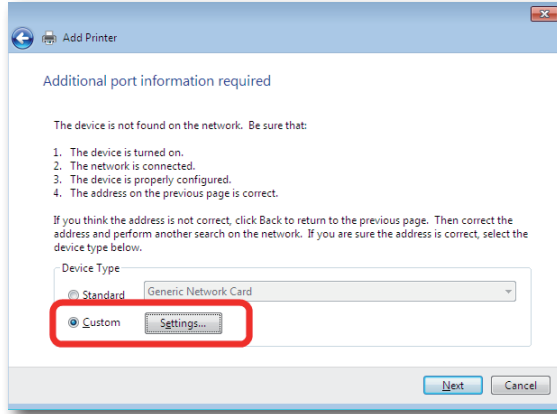 Add Printer
Additional port information required
The device is not found on the network. Be sure that:
1. The device is turned on.
2. The network is connected.
3. The device is properly configured.
4. The address on the previous page is correct.
If you think the address is not correct, click Back to return to the previous page. Then correct the
address and perform another search on the network. If you are sure the address is correct, select the
device type below.
Device Type
Standard Generic Network Card
Custom Settings...
Next Cancel